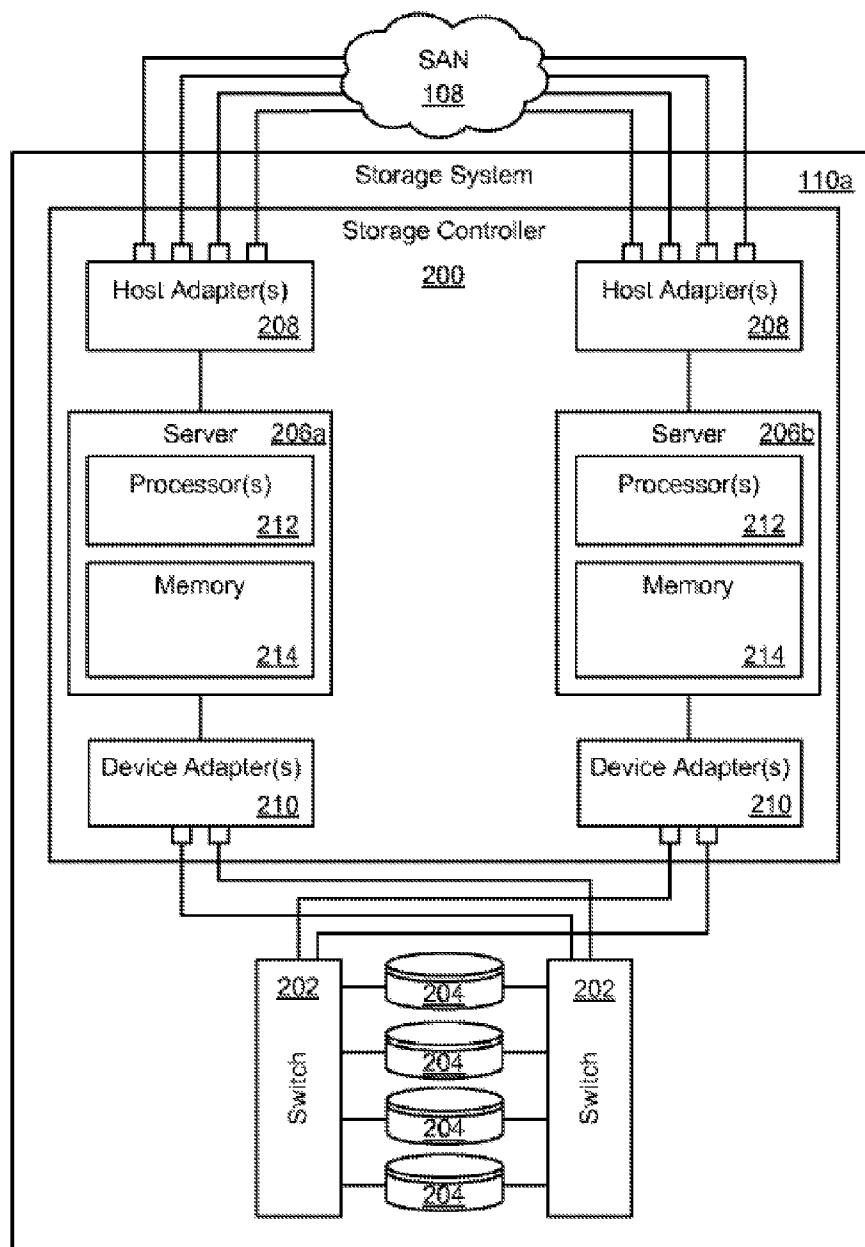 SAN
108
Storage System
110a
Storage Controller
200
Host Adapter(s)
208
Host Adapter(s)
208
Server 206a
Processor(s)
212
Memory
214
Server 206b
Processor(s)
212
Memory
214
Device Adapter(s)
210
Device Adapter(s)
210
202
Switch
204
204
204
204
202
Switch